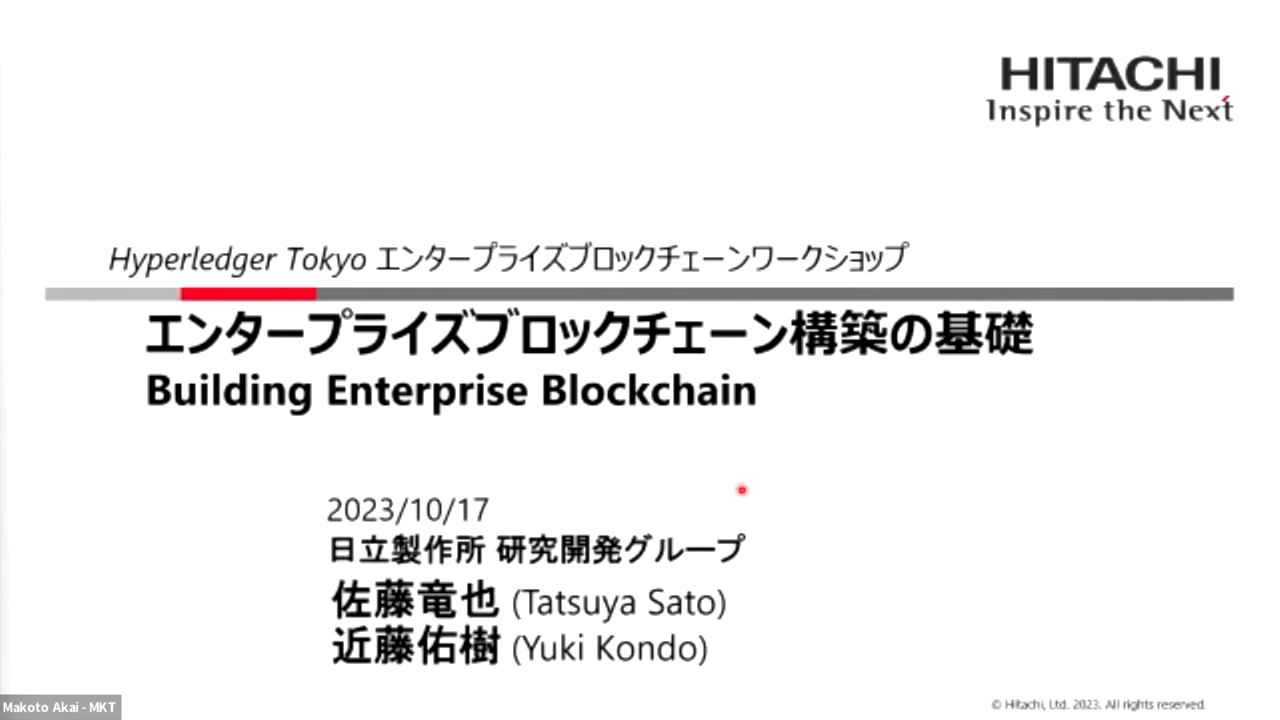 HITACHI
Inspire the Next
Hyperledger Tokyo エンタープライズブロックチェーンワークショップ
エンタープライズブロックチェーン構築の基礎
Building Enterprise Blockchain
2023/10/17
日立製作所 研究開発グループ
佐藤竜也 (Tatsuya Sato)
近藤佑樹 (Yuki Kondo)
Makoto Akai - MKT
© Hitachi, Ltd. 2023. All rights reserved.